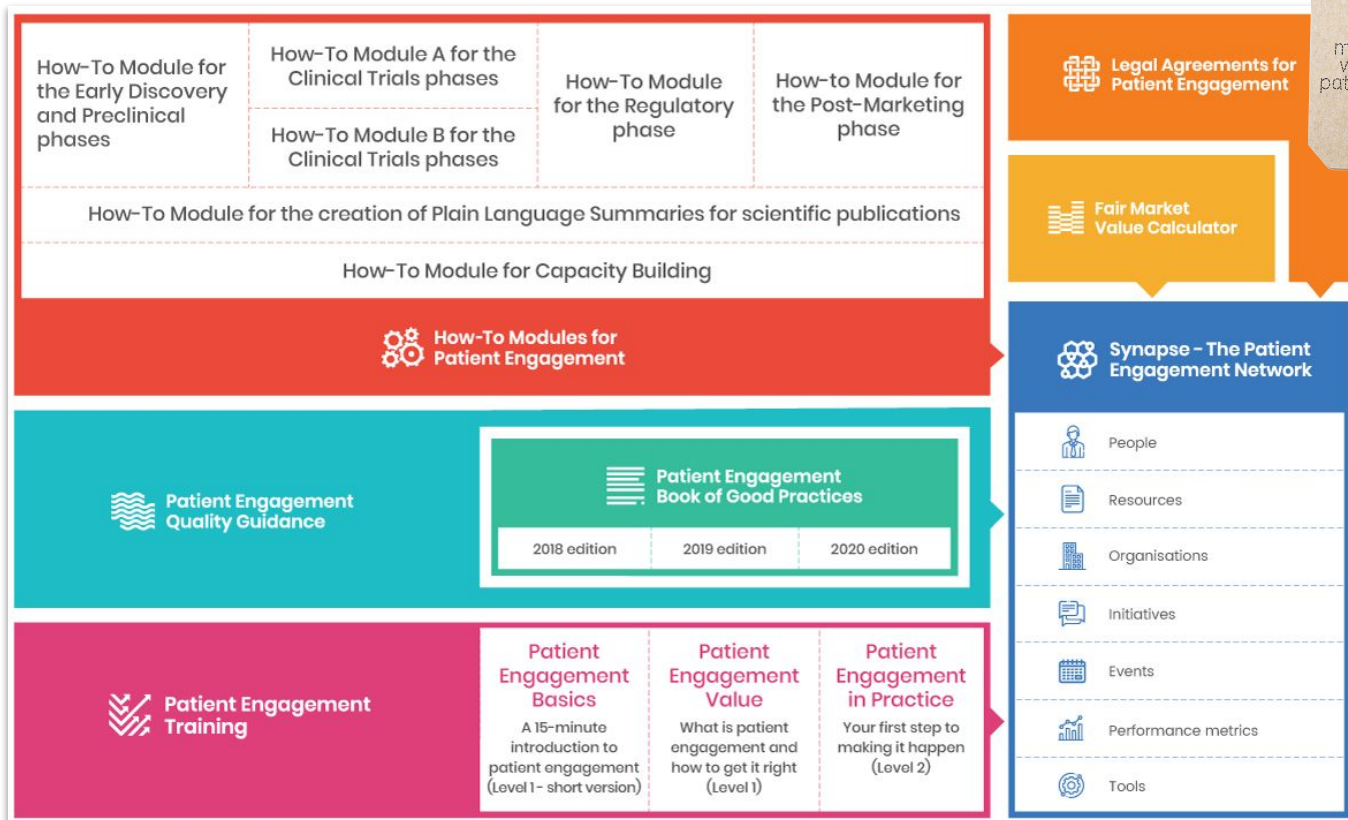 How-To Module for
the Early Discovery
and Preclinical
phases
How-To Module A for the
Clinical Trials phases
How-To Module B for the
Clinical Trials phases
How-To Module
for the Regulatory
phase
How-to Module for
the Post-Marketing
phase
How-To Module for the creation of Plain Language Summaries for scientific publications
How-To Module for Capacity Building
How-To Modules for
Patient Engagement
Legal Agreements for
Patient Engagement
Fair Market
Value Calculator
Patient Engagement
Quality Guidance
Patient Engagement
Book of Good Practices
2018 edition
2019 edition
2020 edition
Patient Engagement
Training
Patient
Engagement
Basics
A 15-minute
introduction to
patient engagement
(Level 1 - short version)
Patient
Engagement
Value
What is patient
engagement and
how to get it right
(Level 1)
Patient
Engagement
in Practice
Your first step to
making it happen
(Level 2)
Synapse - The Patient
Engagement Network
People
Resources
Organisations
Initiatives
Events
Performance metrics
Tools